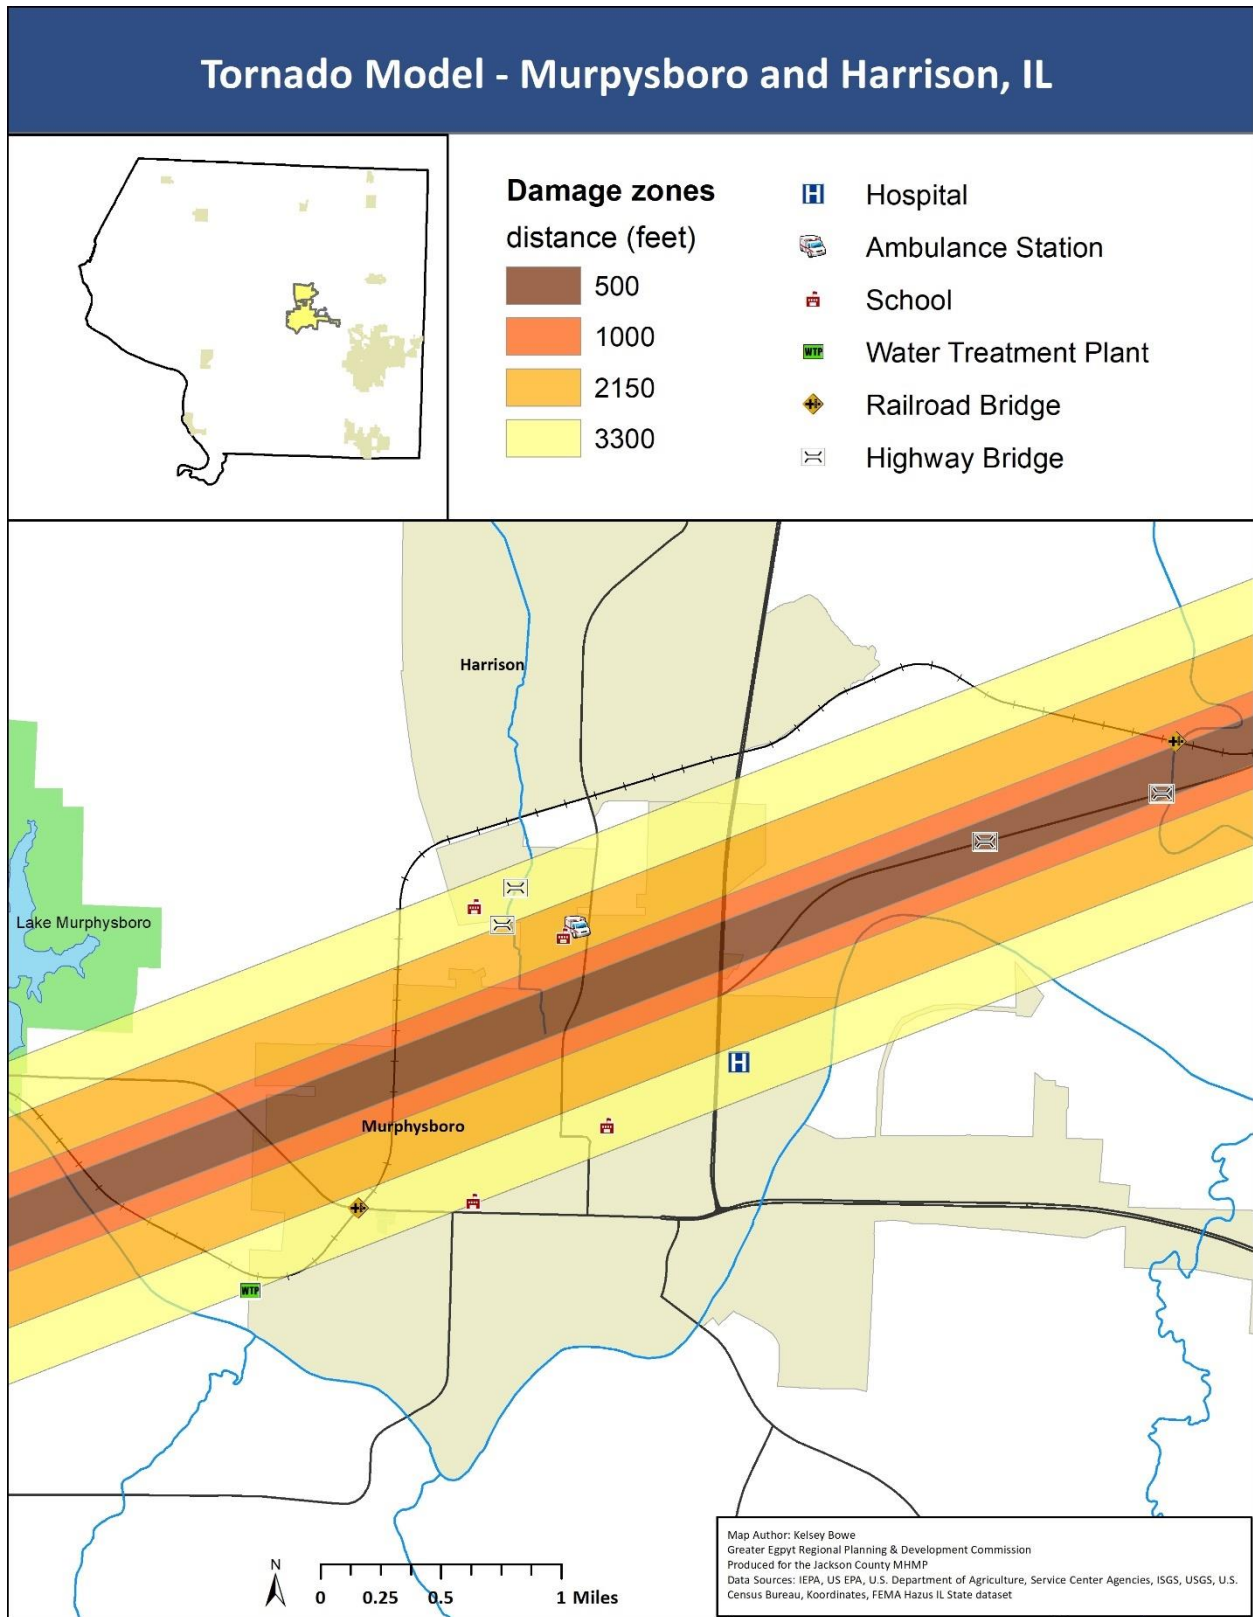 Tornado Model - Murpysboro and Harrison, IL
Damage zones
distance (feet)
500
1000
2150
3300
H Hospital
Ambulance Station
School
WTP Water Treatment Plant
Railroad Bridge
Highway Bridge
Harrison
Lake Murphysboro
H
Murphysboro
WTP
N
0 0.25 0.5 1 Miles
Map Author: Kelsey Bowe
Greater Egpyt Regional Planning & Development Commission
Produced for the Jackson County MHMP
Data Sources: IEPA, US EPA, U.S. Department of Agriculture, Service Center Agencies, ISGS, USGS, U.S.
Census Bureau, Koordinates, FEMA Hazus IL State dataset